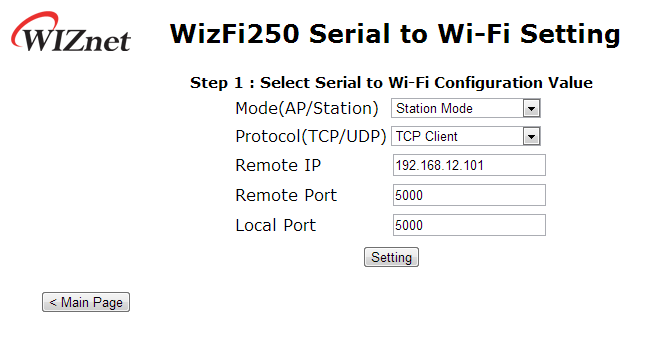 WIZnet
WizFi250 Serial to Wi-Fi Setting
Step 1 : Select Serial to Wi-Fi Configuration Value
Mode(AP/Station) Station Mode
Protocol(TCP/UDP) TCP Client
Remote IP 192.168.12.101
Remote Port 5000
Local Port 5000
Setting
< Main Page